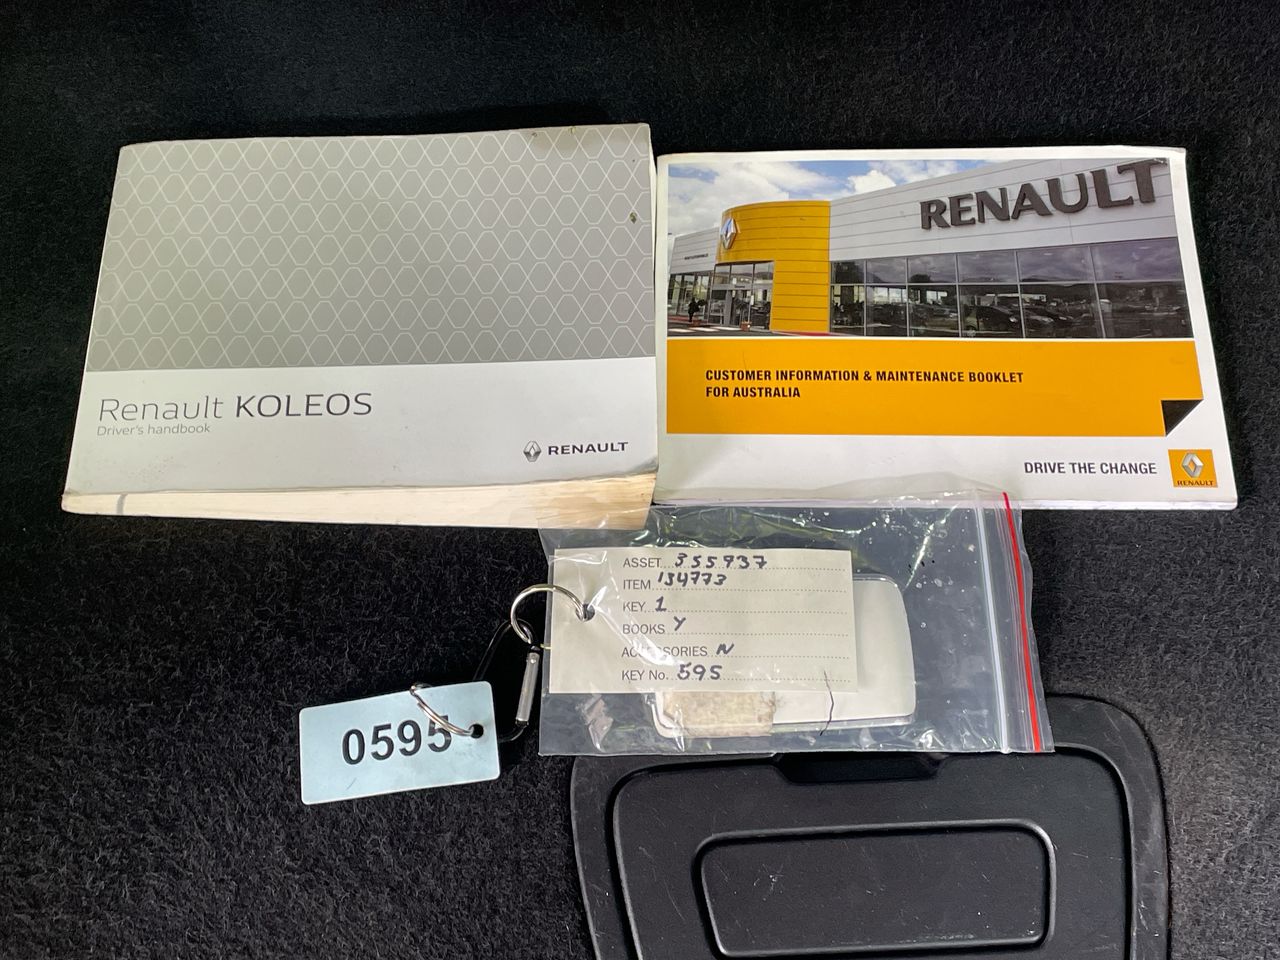 Renault KOLEOS
Driver's handbook
RENAULT
RENAULT
CUSTOMER INFORMATION & MAINTENANCE BOOKLET
FOR AUSTRALIA
DRIVE THE CHANGE
RENAULT
ASSET 355937
ITEM 134773
KEY 1
BOOKS Y
ACCESSORIES N
KEY No. 595
0595